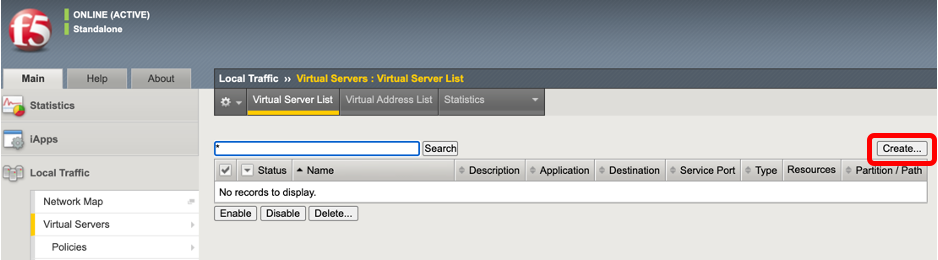 f5
ONLINE (ACTIVE)
Standalone
Main Help About
Local Traffic ›› Virtual Servers : Virtual Server List
Statistics
Virtual Server List Virtual Address List Statistics
iApps
* Search Create...
Local Traffic
Status Name Description Application Destination Service Port Type Resources Partition / Path
No records to display.
Network Map
Enable Disable Delete...
Virtual Servers
Policies